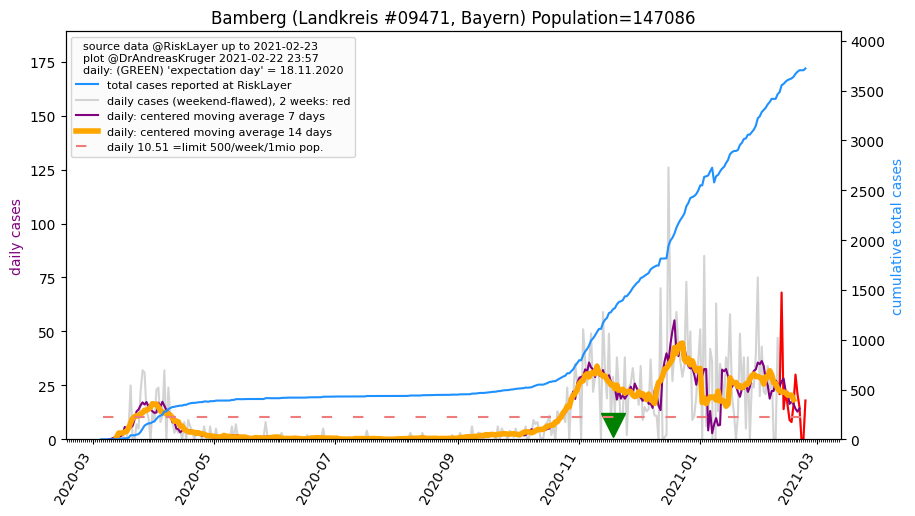 Bamberg (Landkreis #09471, Bayern) Population=147086
source data @RiskLayer up to 2021-02-23
plot @DrAndreasKruger 2021-02-22 23:57
daily: (GREEN) 'expectation day' = 18.11.2020
total cases reported at RiskLayer
daily cases (weekend-flawed), 2 weeks: red
daily: centered moving average 7 days
daily: centered moving average 14 days
daily 10.51 =limit 500/week/1mio pop.
daily cases
175
150
125
100
75
50
25
0
cumulative total cases
4000
3500
3000
2500
2000
1500
1000
500
0
2020-03
2020-05
2020-07
2020-09
2020-11
2021-01
2021-03